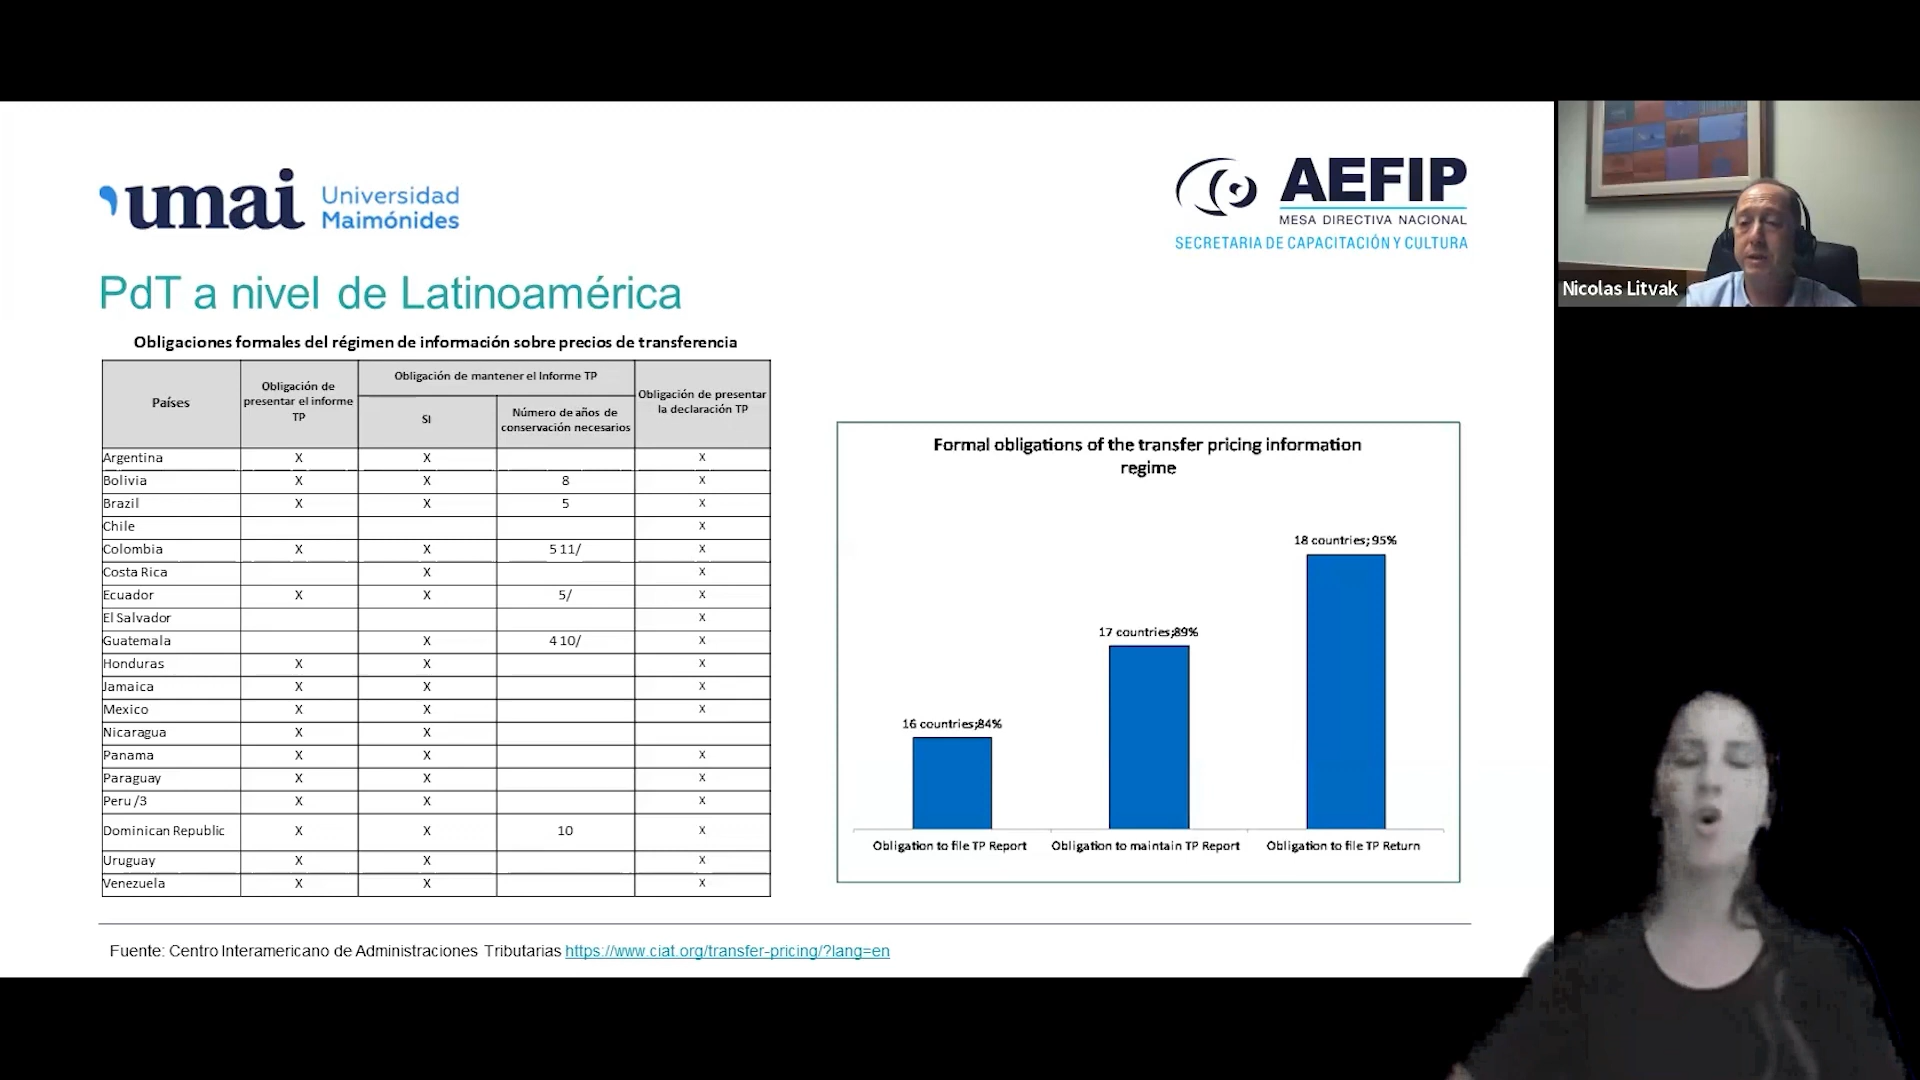 umai
Universidad
Maimónides
AEFIP
MESA DIRECTIVA NACIONAL
SECRETARIA DE CAPACITACIÓN Y CULTURA
Nicolas Litvak
PdT a nivel de Latinoamérica
Obligaciones formales del régimen de información sobre precios de transferencia
Países
Obligación de
presentar el informe
TP
Obligación de mantener el Informe TP
SI
Número de años de
conservación necesarios
Obligación de presentar
la declaración TP
Argentina X X X
Bolivia X X 8 X
Brazil X X 5 X
Chile X
Colombia X X 5 11/ X
Costa Rica X X
Ecuador X X 5/ X
El Salvador X
Guatemala X 4 10/ X
Honduras X X X
Jamaica X X X
Mexico X X X
Nicaragua X X
Panama X X X
Paraguay X X X
Peru /3 X X X
Dominican Republic X X 10 X
Uruguay X X X
Venezuela X X X
Formal obligations of the transfer pricing information
regime
16 countries;84%
17 countries;89%
18 countries; 95%
Obligation to file TP Report
Obligation to maintain TP Report
Obligation to file TP Return
Fuente: Centro Interamericano de Administraciones Tributarias https://www.ciat.org/transfer-pricing/?lang=en